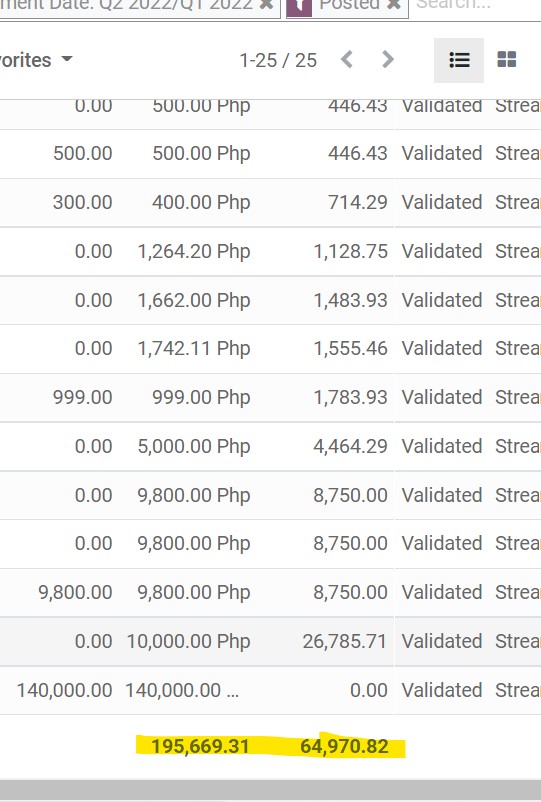 ment Date: Q2 2022/Q1 2022 ✖ Posted ✖ Search...
vorites 1-25 / 25
0.00 500.00 Php 446.43 Validated Strea
500.00 500.00 Php 446.43 Validated Strea
300.00 400.00 Php 714.29 Validated Strea
0.00 1,264.20 Php 1,128.75 Validated Strea
0.00 1,662.00 Php 1,483.93 Validated Strea
0.00 1,742.11 Php 1,555.46 Validated Strea
999.00 999.00 Php 1,783.93 Validated Strea
0.00 5,000.00 Php 4,464.29 Validated Strea
0.00 9,800.00 Php 8,750.00 Validated Strea
0.00 9,800.00 Php 8,750.00 Validated Strea
9,800.00 9,800.00 Php 8,750.00 Validated Strea
0.00 10,000.00 Php 26,785.71 Validated Strea
140,000.00 140,000.00 ... 0.00 Validated Strea
195,669.31 64,970.82